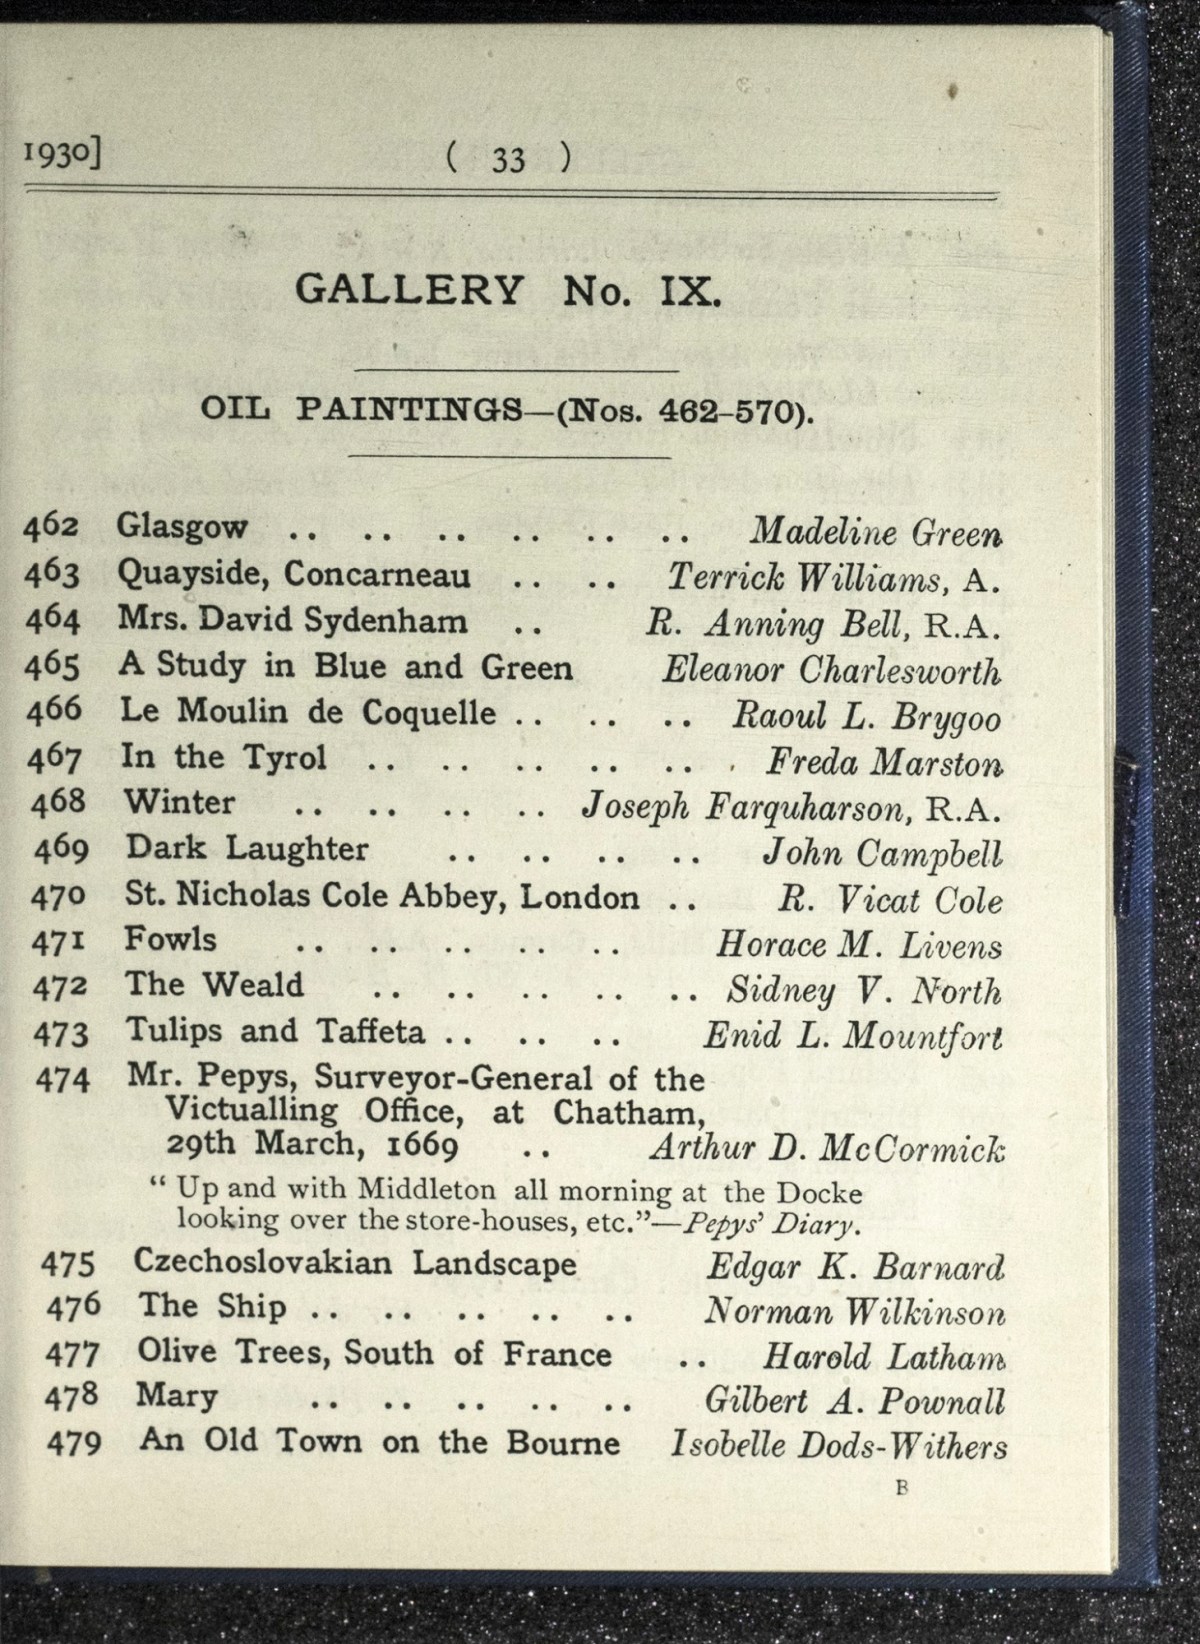 1930]
( 33 )
GALLERY No. IX.
OIL PAINTINGS—(Nos. 462-570).
462 Glasgow .. .. .. .. .. .. Madeline Green
463 Quayside, Concarneau .. .. Terrick Williams, A.
464 Mrs. David Sydenham .. R. Anning Bell, R.A.
465 A Study in Blue and Green Eleanor Charlesworth
466 Le Moulin de Coquelle .. .. .. Raoul L. Brygoo
467 In the Tyrol .. .. .. .. .. . Freda Marston
468 Winter .. .. .. .. Joseph Farquharson, R.A.
469 Dark Laughter .. .. .. .. John Campbell
470 St. Nicholas Cole Abbey, London .. R. Vicat Cole
471 Fowls .. .. .. .. .. Horace M. Livens
472 The Weald .. .. .. .. .. Sidney V. North
473 Tulips and Taffeta .. .. .. Enid L. Mountfort
474 Mr. Pepys, Surveyor-General of the
Victualling Office, at Chatham,
29th March, 1669 .. Arthur D. McCormick
“ Up and with Middleton all morning at the Docke
looking over the store-houses, etc.”—Pepys’ Diary.
475 Czechoslovakian Landscape Edgar K. Barnard
476 The Ship .. .. .. .. .. Norman Wilkinson
477 Olive Trees, South of France .. Harold Latham
478 Mary .. .. .. .. .. Gilbert A. Pownall
479 An Old Town on the Bourne Isobelle Dods-Withers
B